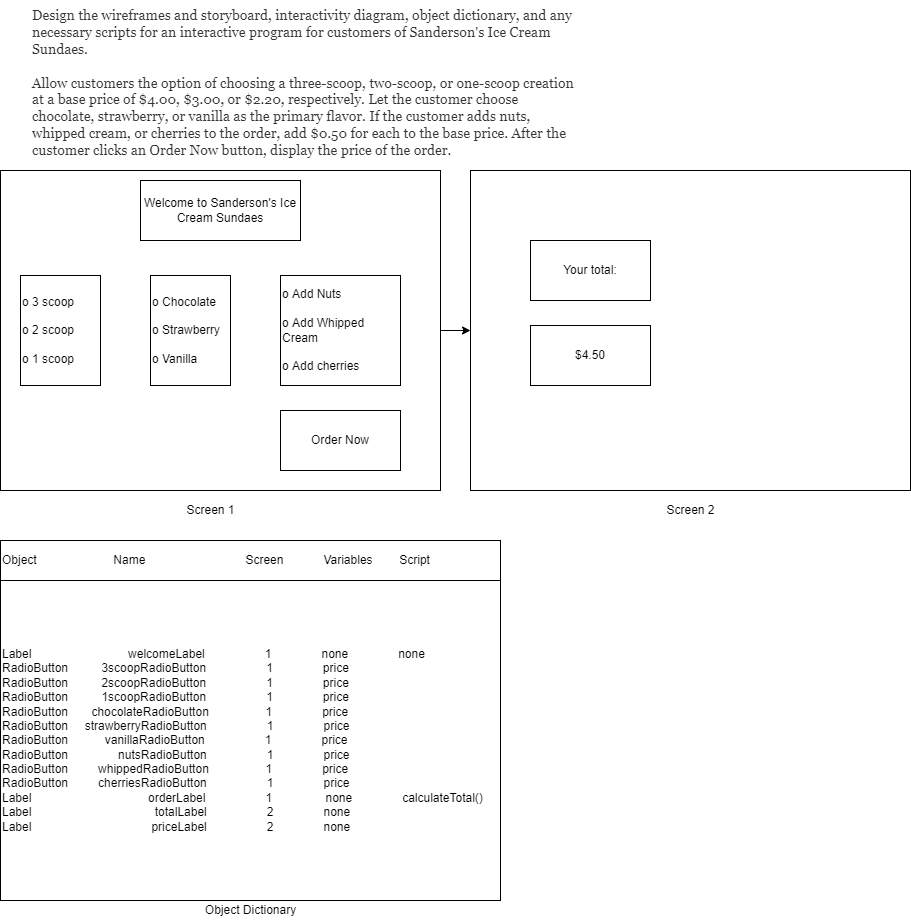 Design the wireframes and storyboard, interactivity diagram, object dictionary, and any
necessary scripts for an interactive program for customers of Sanderson's Ice Cream
Sundaes.
Allow customers the option of choosing a three-scoop, two-scoop, or one-scoop creation
at a base price of $4.00, $3.00, or $2.20, respectively. Let the customer choose
chocolate, strawberry, or vanilla as the primary flavor. If the customer adds nuts,
whipped cream, or cherries to the order, add $0.50 for each to the base price. After the
customer clicks an Order Now button, display the price of the order.
Welcome to Sanderson's Ice
Cream Sundaes
o 3 scoop
o 2 scoop
o 1 scoop
o Chocolate
o Strawberry
o Vanilla
o Add Nuts
o Add Whipped
Cream
o Add cherries
Order Now
Screen 1
Your total:
$4.50
Screen 2
Object Name Screen Variables Script
Label welcomeLabel 1 none none
RadioButton 3scoopRadioButton 1 price
RadioButton 2scoopRadioButton 1 price
RadioButton 1scoopRadioButton 1 price
RadioButton chocolateRadioButton 1 price
RadioButton strawberryRadioButton 1 price
RadioButton vanillaRadioButton 1 price
RadioButton nutsRadioButton 1 price
RadioButton whippedRadioButton 1 price
RadioButton cherriesRadioButton 1 price
Label orderLabel 1 none calculateTotal()
Label totalLabel 2 none
Label priceLabel 2 none
Object Dictionary